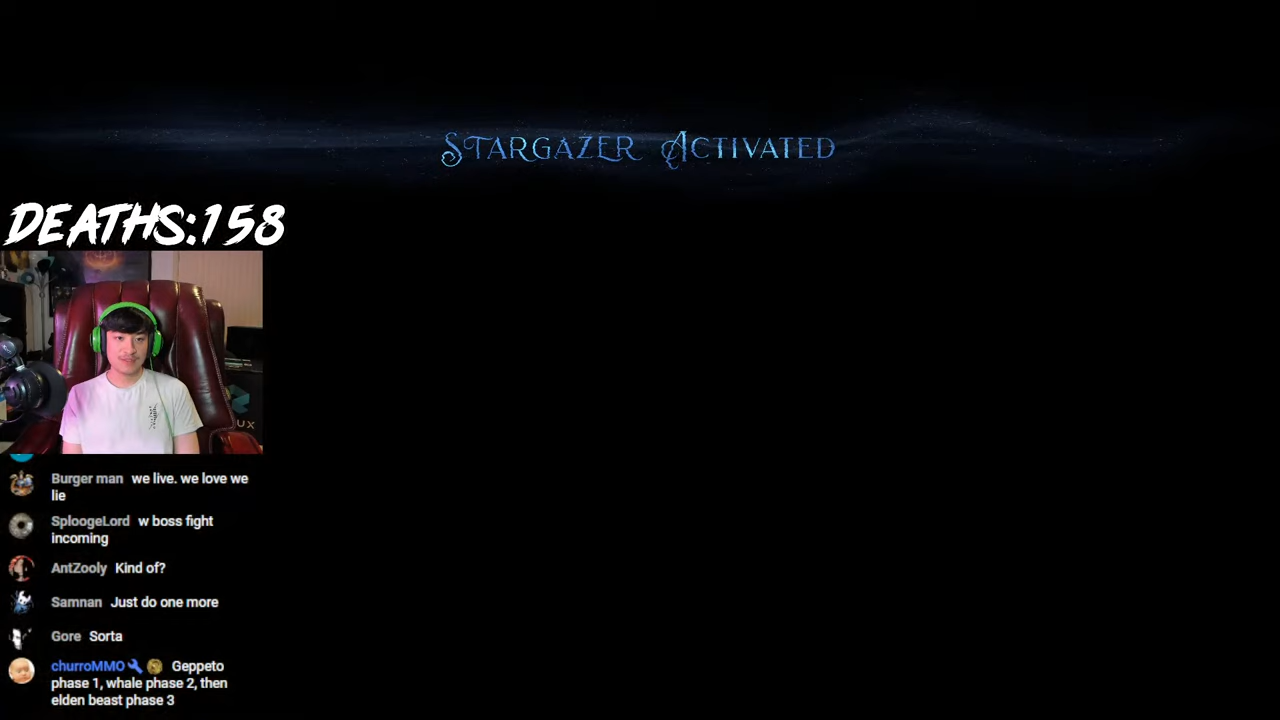 Stargazer Activated
DEATHS:158
UX
Burger man we live. we love we
lie
SploogeLord w boss fight
incoming
AntZooly Kind of?
Samnan Just do one more
Gore Sorta
churroMMO Geppeto
phase 1, whale phase 2, then
elden beast phase 3